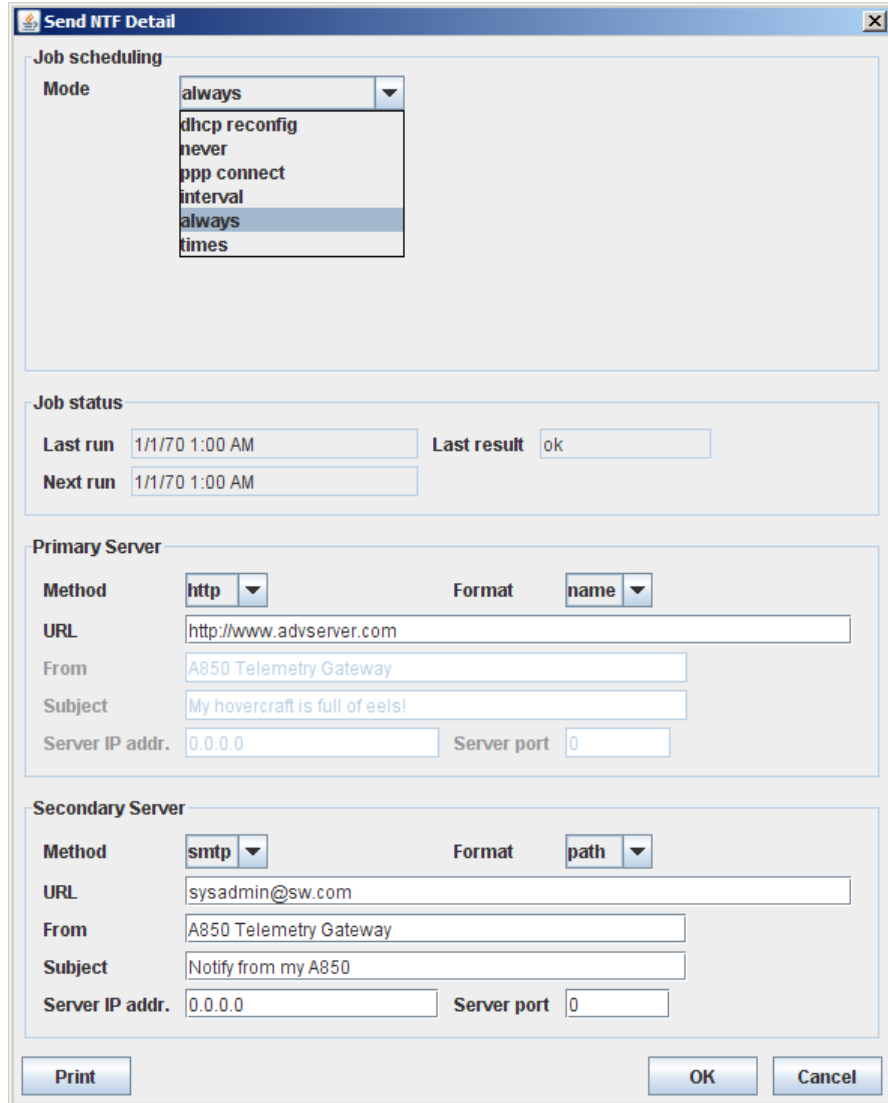 Send NTF Detail
Job scheduling
Mode always
dhcp reconfig
never
ppp connect
interval
always
times
Job status
Last run 1/1/70 1:00 AM Last result ok
Next run 1/1/70 1:00 AM
Primary Server
Method http Format name
URL http://www.advserver.com
From A850 Telemetry Gateway
Subject My hovercraft is full of eels!
Server IP addr. 0.0.0.0 Server port 0
Secondary Server
Method smtp Format path
URL sysadmin@sw.com
From A850 Telemetry Gateway
Subject Notify from my A850
Server IP addr. 0.0.0.0 Server port 0
Print OK Cancel